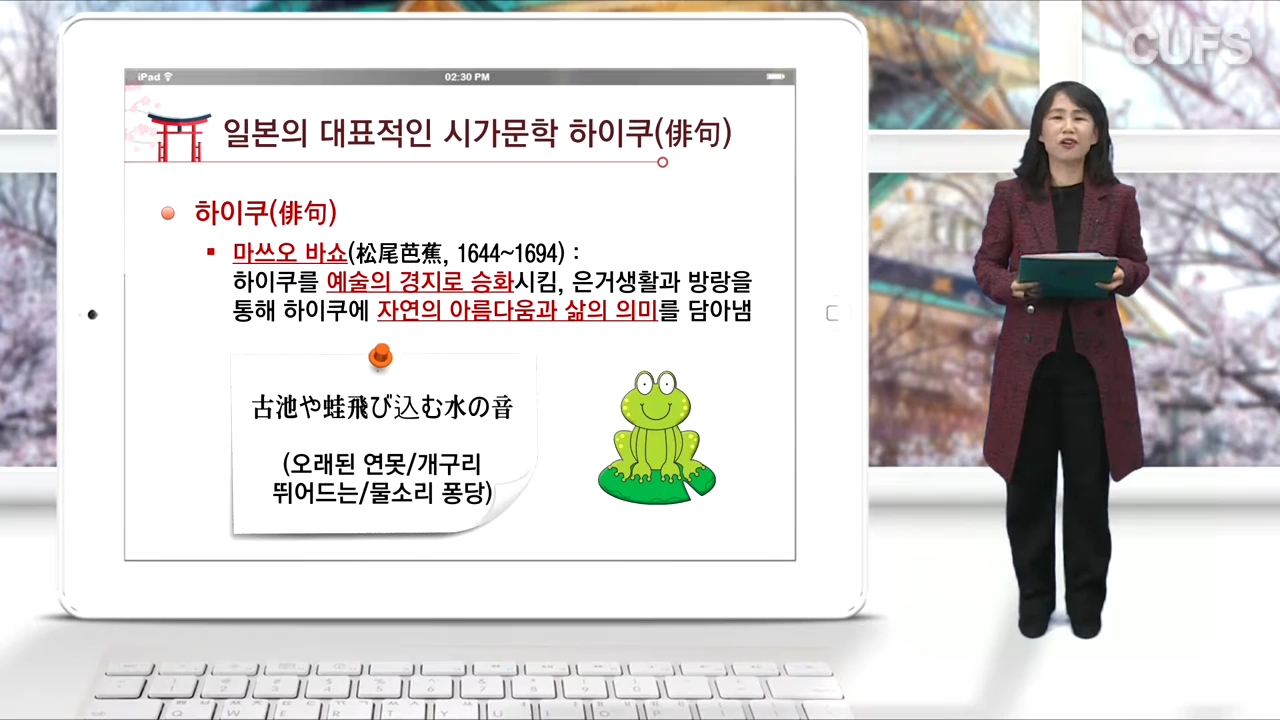 CUFS
iPad
02:30 PM
일본의 대표적인 시가문학 하이쿠(俳句)
하이쿠(俳句)
마쓰오 바쇼(松尾芭蕉, 1644~1694) :
하이쿠를 예술의 경지로 승화시킴, 은거생활과 방랑을
통해 하이쿠에 자연의 아름다움과 삶의 의미를 담아냄
古池や蛙飛び込む水の音
(오래된 연못/개구리
뛰어드는/물소리 퐁당)